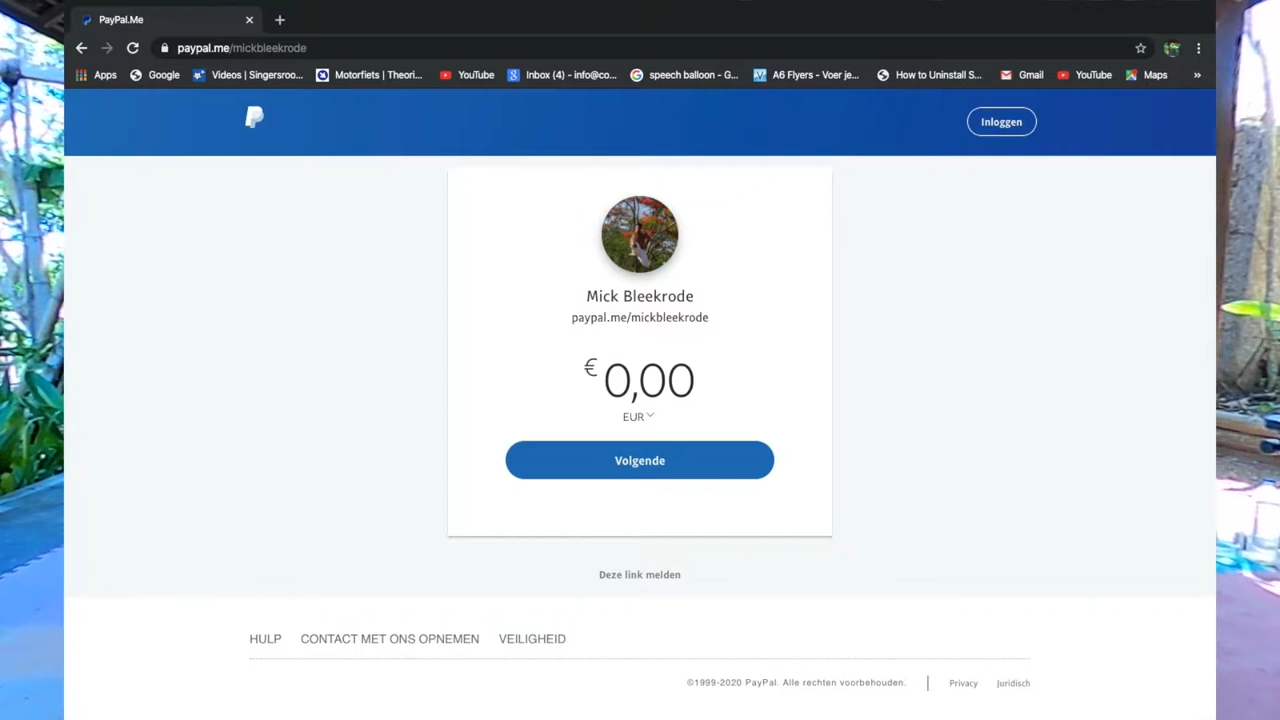 PayPal.Me
paypal.me/mickbleekrode
Apps Google Videos | Singersroo... Motorfiets | Theori... YouTube Inbox (4) - info@co... speech balloon - G... A6 Flyers - Voer je... How to Uninstall S... Gmail YouTube Maps »
Inloggen
Mick Bleekrode
paypal.me/mickbleekrode
€ 0,00
EUR
Volgende
Deze link melden
HULP CONTACT MET ONS OPNEMEN VEILIGHEID
©1999-2020 PayPal. Alle rechten voorbehouden. Privacy Juridisch